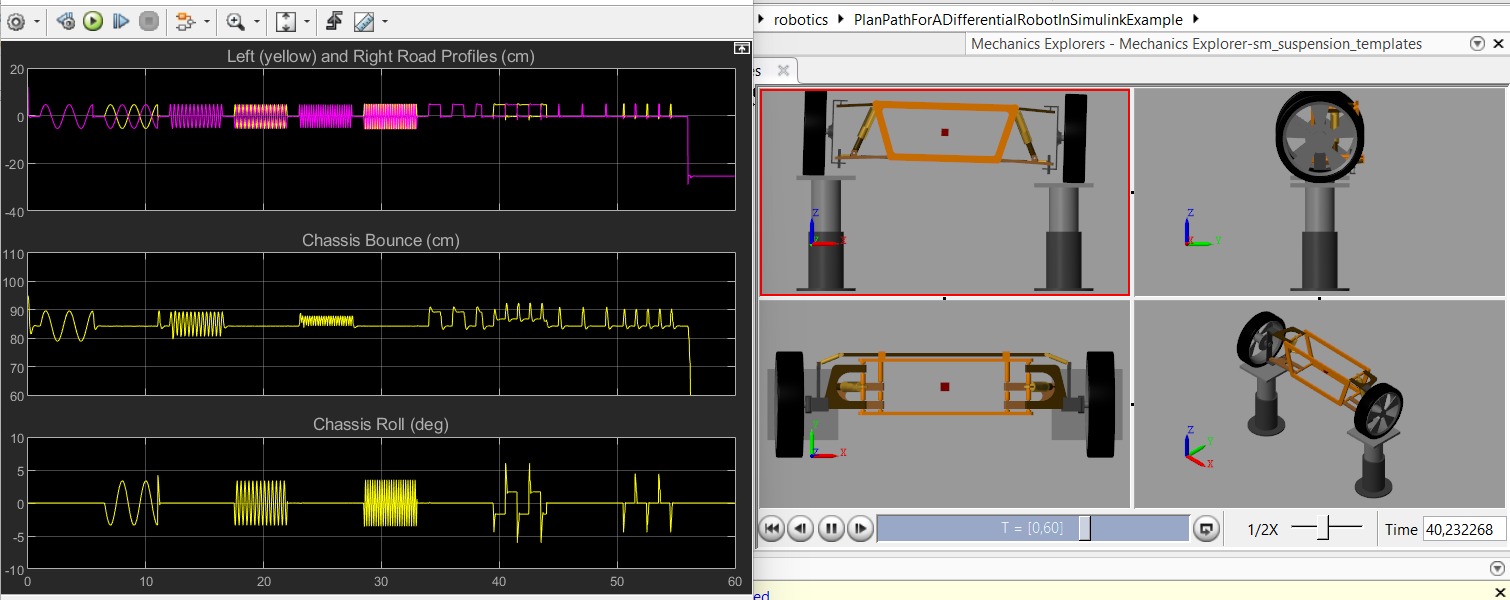 robotics PlanPathForADifferentialRobotInSimulinkExample
Mechanics Explorers - Mechanics Explorer-sm_suspension_templates
es
Left (yellow) and Right Road Profiles (cm)
20
0
-20
-40
Chassis Bounce (cm)
110
100
90
80
70
60
Chassis Roll (deg)
10
5
0
-5
-10
0 10 20 30 40 50 60
Z
X
Z
Y
Y
Z X
Z
Y
X
T = [0,60]
1/2X
Time 40,232268
ed